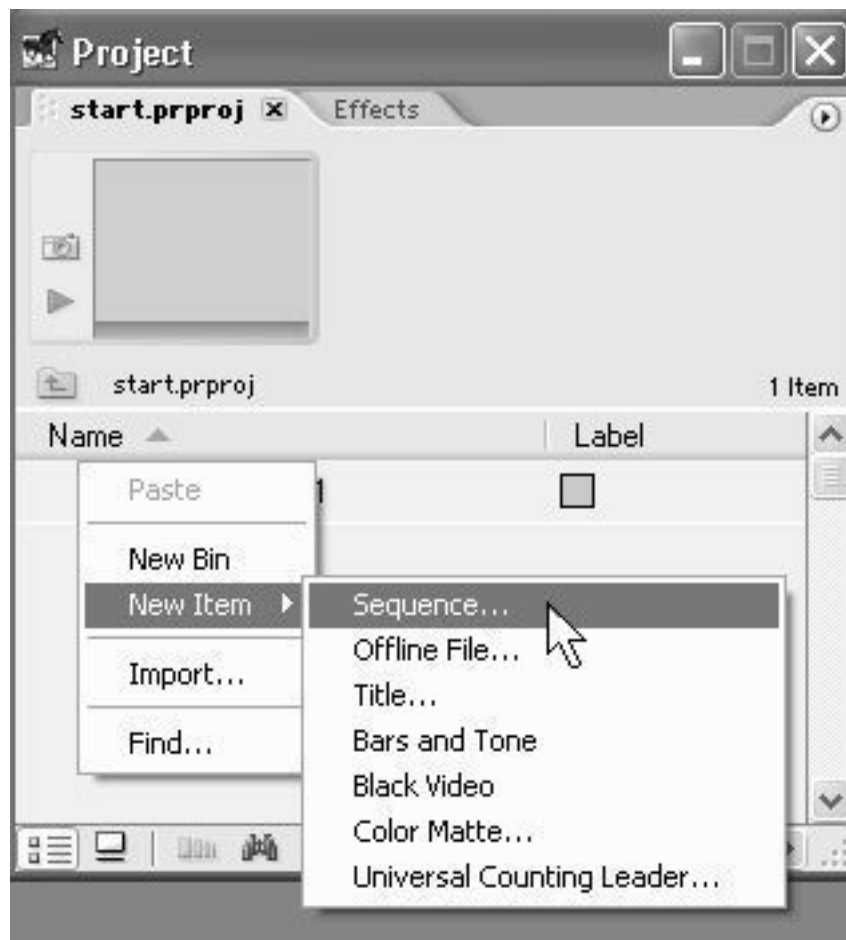 Project
start.prproj Effects
start.prproj 1 Item
Name Label
Paste
New Bin
New Item
Import...
Find...
Sequence...
Offline File...
Title...
Bars and Tone
Black Video
Color Matte...
Universal Counting Leader...